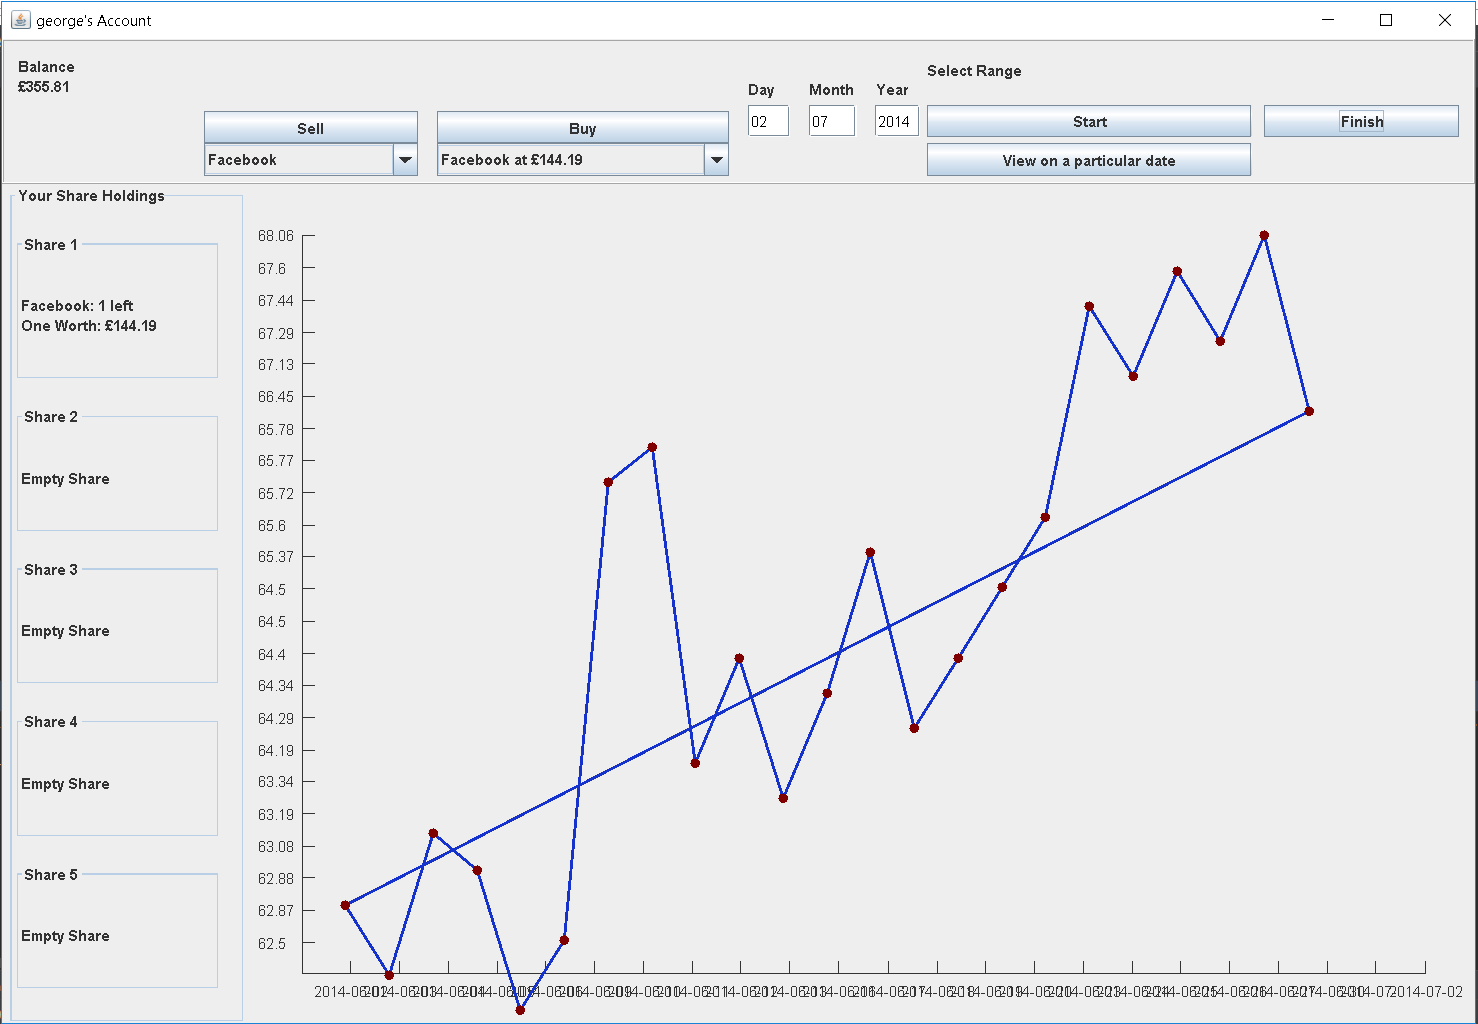 george's Account
Balance
£355.81
Sell
Facebook
Buy
Facebook at £144.19
Day
Month
Year
02
07
2014
Select Range
Start
Finish
View on a particular date
Your Share Holdings
Share 1
Facebook: 1 left
One Worth: £144.19
Share 2
Empty Share
Share 3
Empty Share
Share 4
Empty Share
Share 5
Empty Share
68.06
67.6
67.44
67.29
67.13
66.45
65.78
65.77
65.72
65.6
65.37
64.5
64.5
64.4
64.34
64.29
64.19
63.34
63.19
63.08
62.88
62.87
62.5
2014-07-02